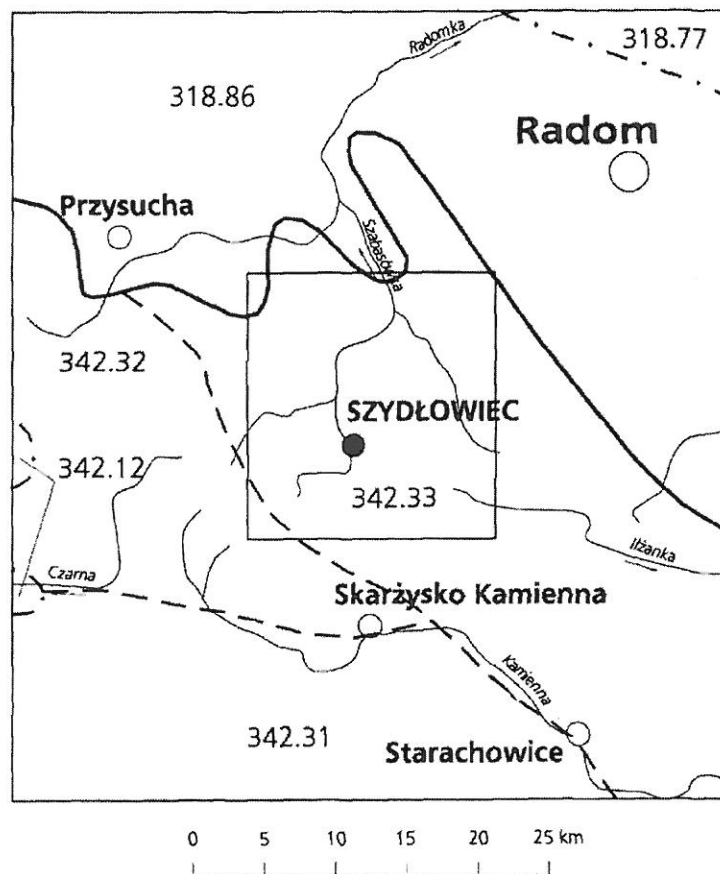 Radomka
318.77
318.86
Radom
Przysucha
Szabasówka
342.32
SZYDŁOWIEC
342.12
342.33
Iłżanka
Czarna
Skarżysko Kamienna
Kamienna
342.31
Starachowice
0 5 10 15 20 25 km